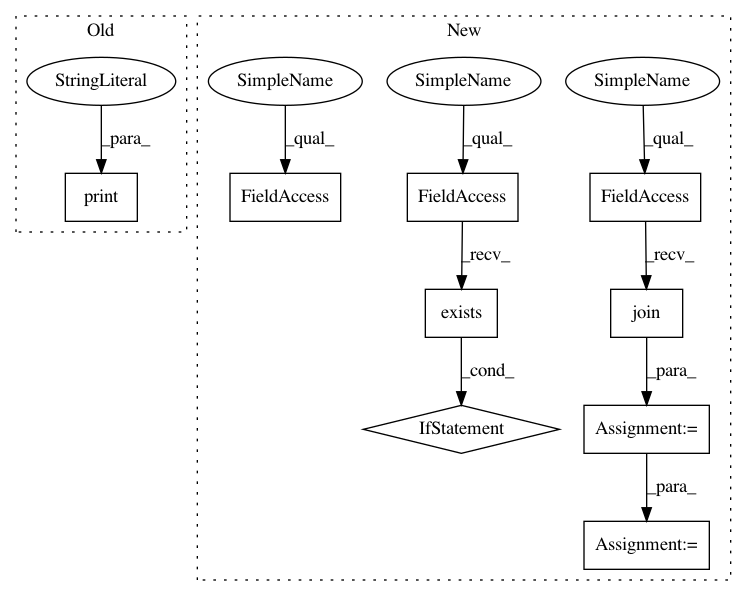 Old
New
StringLiteral
SimpleName
SimpleName
SimpleName
_para_
_qual_
_qual_
_qual_
print
FieldAccess
FieldAccess
FieldAccess
_recv_
_recv_
exists
join
_cond_
_para_
IfStatement
Assignment:=
_para_
Assignment:=